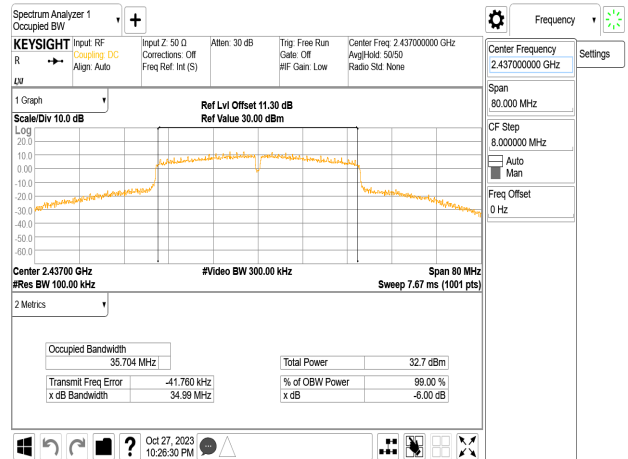 Spectrum Analyzer 1
Occupied BW
Frequency
KEYSIGHT
R
Input: RF
Coupling: DC
Align: Auto
Input Z: 50 Ω
Corrections: Off
Freq Ref: Int (S)
Atten: 30 dB
Trig: Free Run
Gate: Off
#IF Gain: Low
Center Freq: 2.437000000 GHz
Avg|Hold: 50/50
Radio Std: None
Center Frequency
2.437000000 GHz
Settings
Span
80.000 MHz
CF Step
8.000000 MHz
Auto
Man
Freq Offset
0 Hz
1 Graph
Scale/Div 10.0 dB
Ref Lvl Offset 11.30 dB
Ref Value 30.00 dBm
Log
20.0
10.0
0.00
-10.0
-20.0
-30.0
-40.0
-50.0
-60.0
Center 2.43700 GHz
#Video BW 300.00 kHz
Span 80 MHz
#Res BW 100.00 kHz
Sweep 7.67 ms (1001 pts)
2 Metrics
Occupied Bandwidth
35.704 MHz
Total Power 32.7 dBm
Transmit Freq Error -41.760 kHz
% of OBW Power 99.00 %
x dB Bandwidth 34.99 MHz
x dB -6.00 dB
Oct 27, 2023
10:26:30 PM